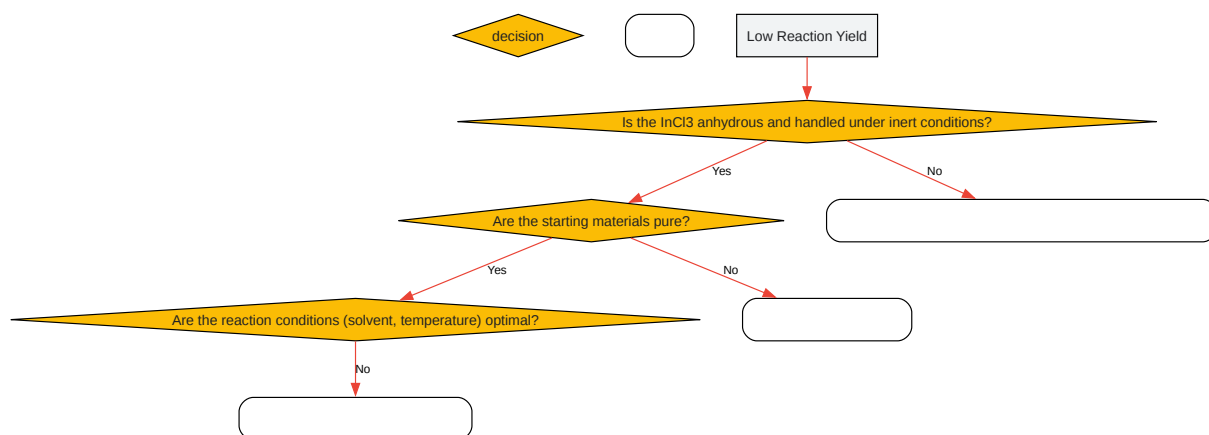 decision
Low Reaction Yield
Is the InCl3 anhydrous and handled under inert conditions?
Yes
No
Are the starting materials pure?
Yes
No
Are the reaction conditions (solvent, temperature) optimal?
No